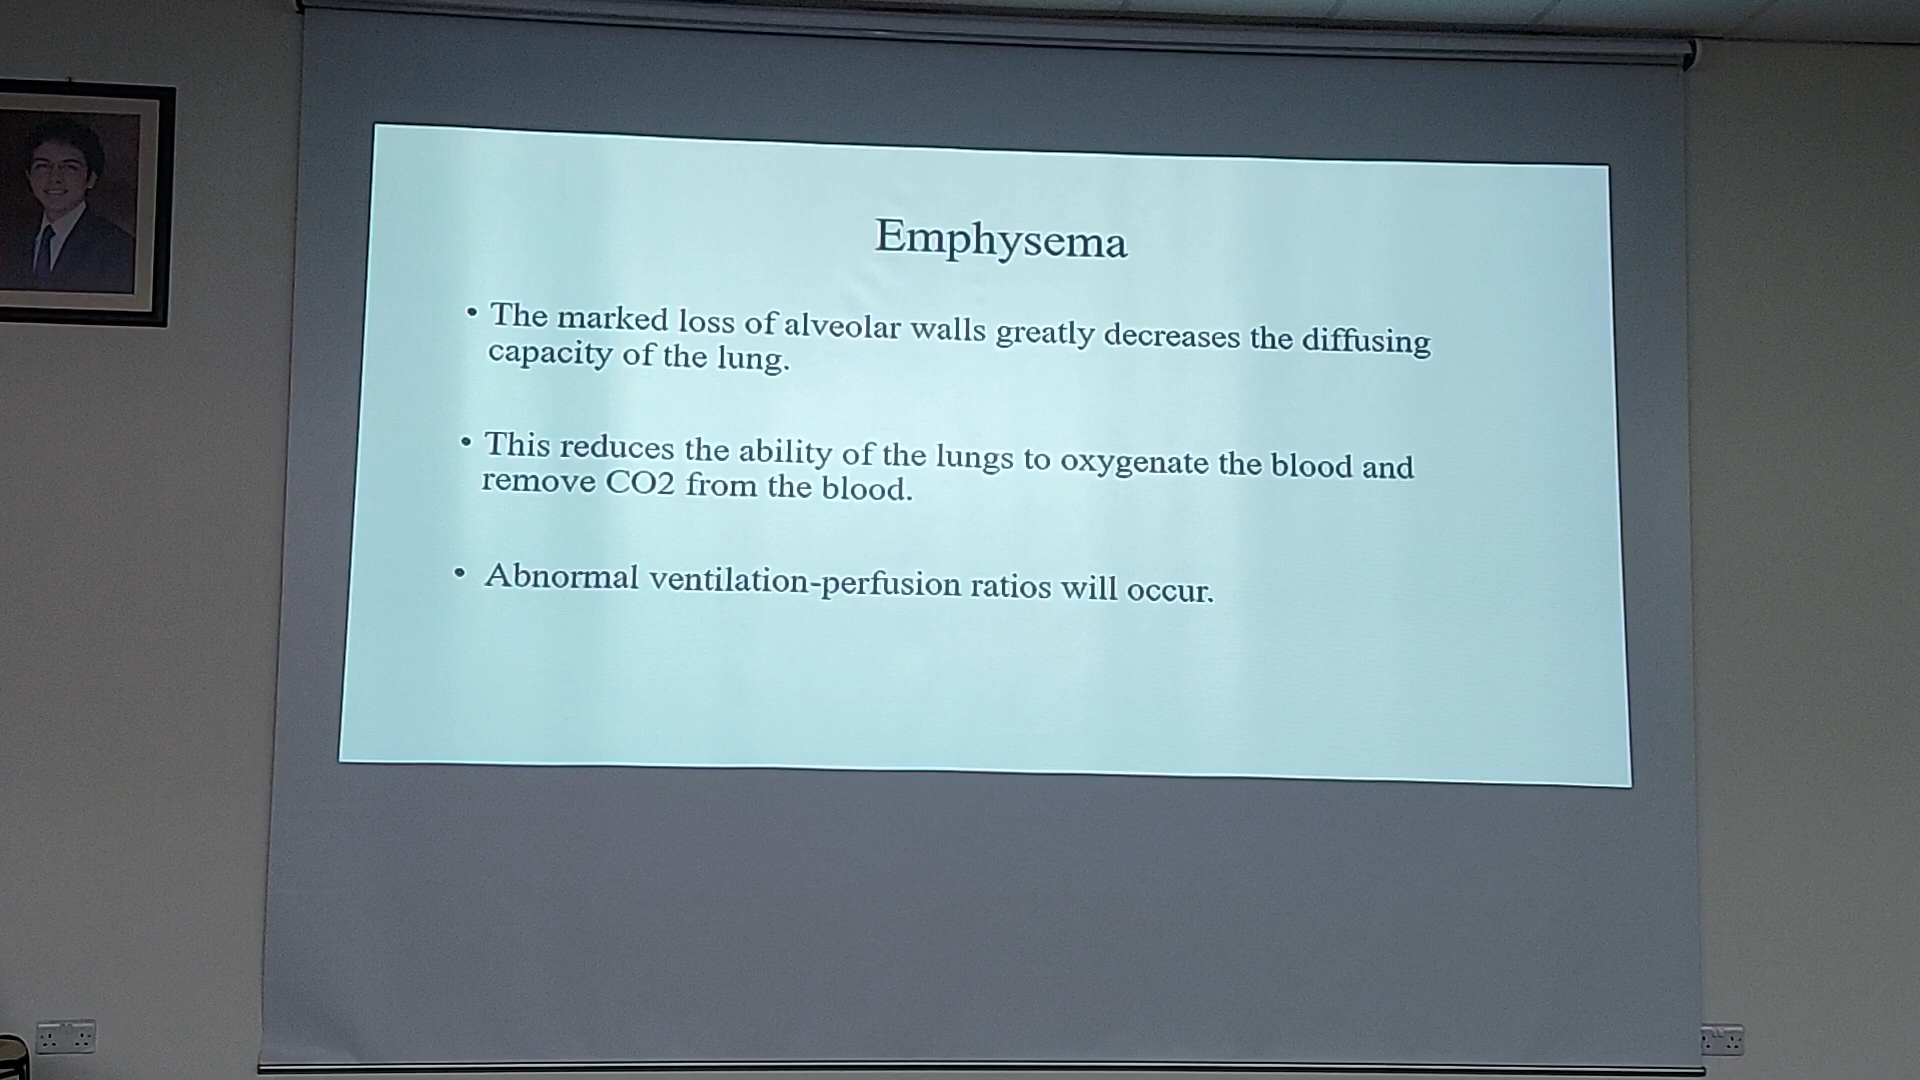 Emphysema
• The marked loss of alveolar walls greatly decreases the diffusing
capacity of the lung.
• This reduces the ability of the lungs to oxygenate the blood and
remove CO2 from the blood.
• Abnormal ventilation-perfusion ratios will occur.